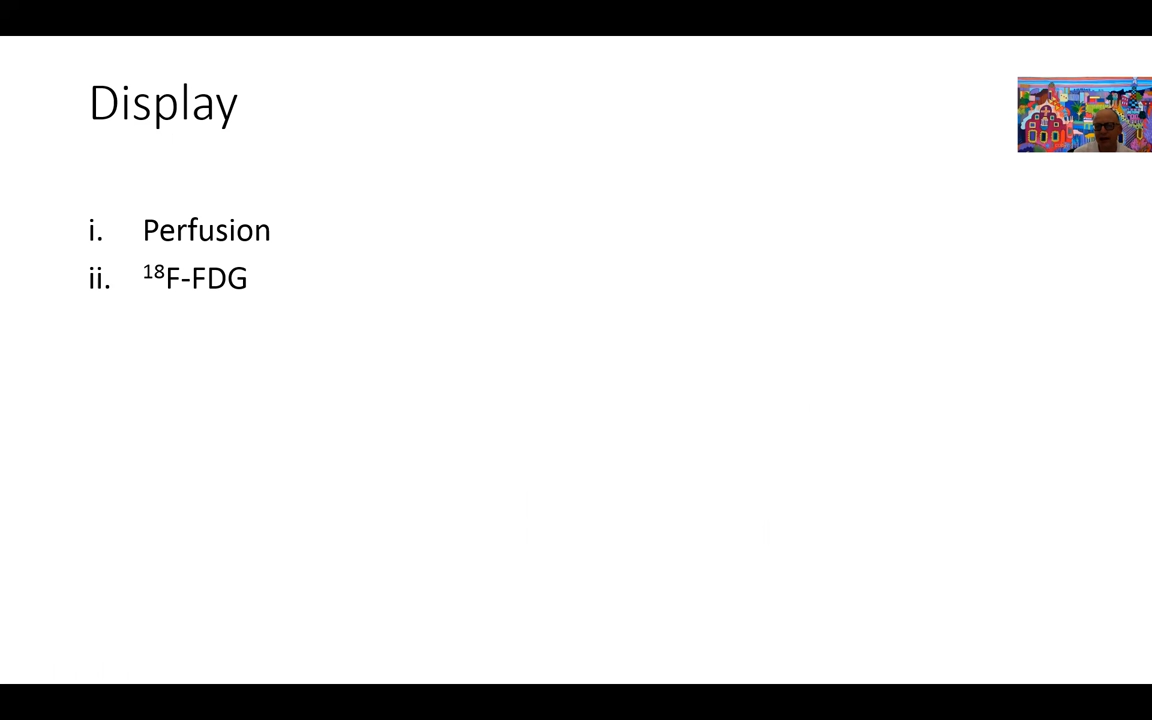 Display
i. Perfusion
ii. ¹⁸F-FDG